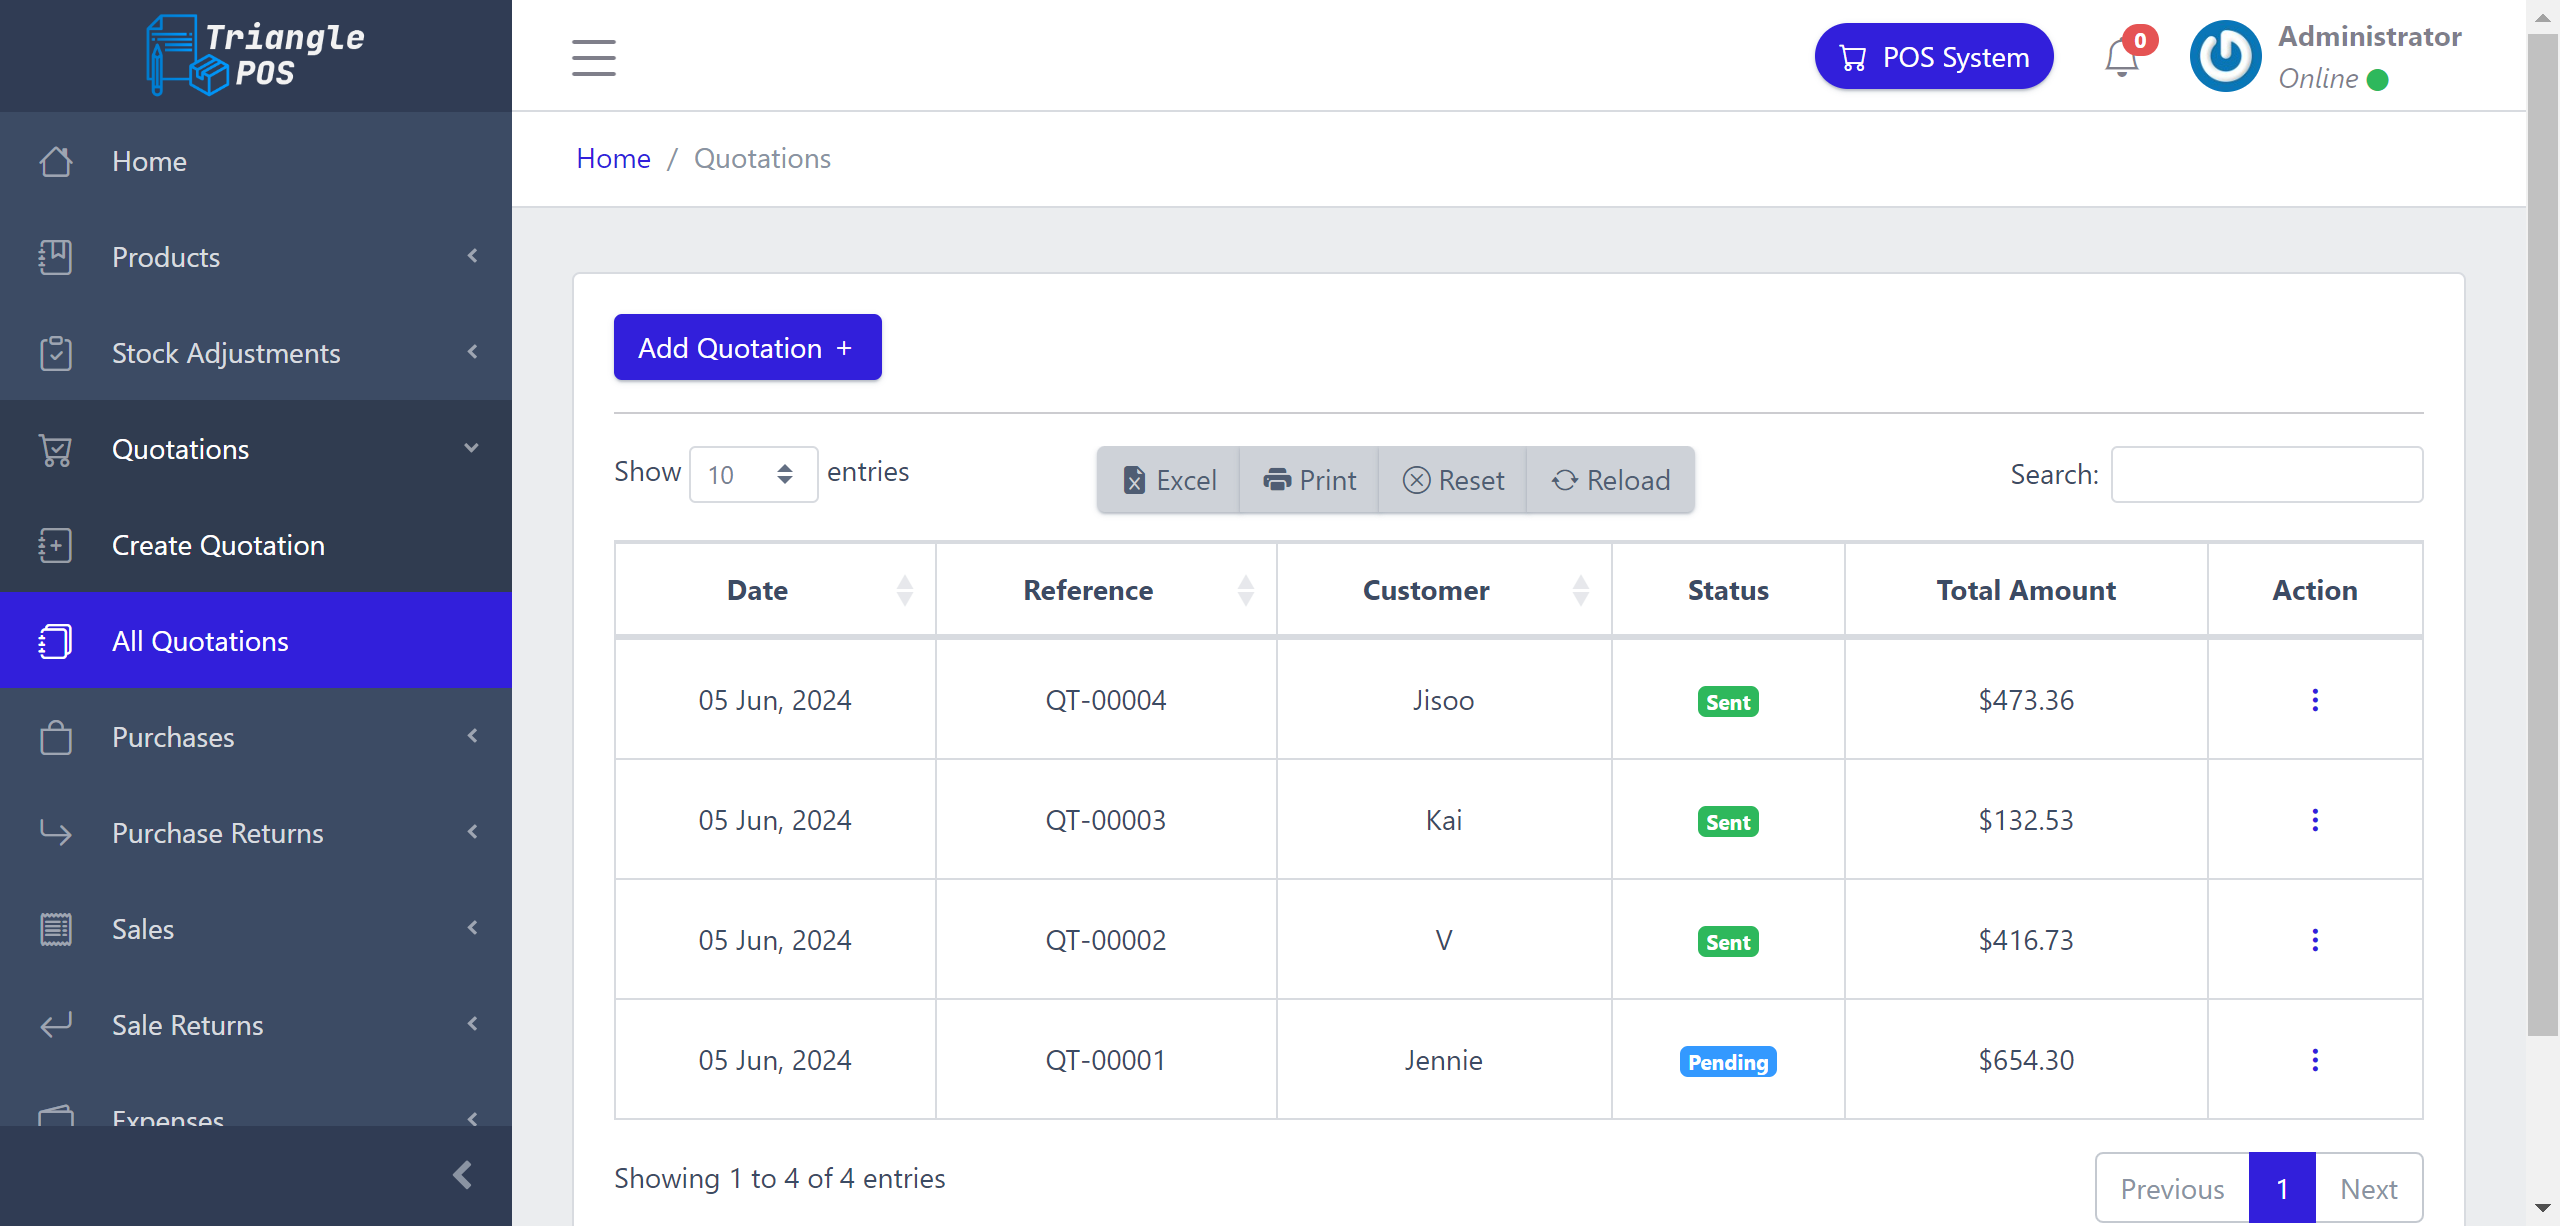 Triangle
POS
Home
Products
Stock Adjustments
Quotations
Create Quotation
All Quotations
Purchases
Purchase Returns
Sales
Sale Returns
Expenses
POS System
0
Administrator
Online
Home / Quotations
Add Quotation +
Show 10 entries
Excel Print Reset Reload
Search:
Date Reference Customer Status Total Amount Action
05 Jun, 2024 QT-00004 Jisoo Sent $473.36
05 Jun, 2024 QT-00003 Kai Sent $132.53
05 Jun, 2024 QT-00002 V Sent $416.73
05 Jun, 2024 QT-00001 Jennie Pending $654.30
Showing 1 to 4 of 4 entries
Previous 1 Next